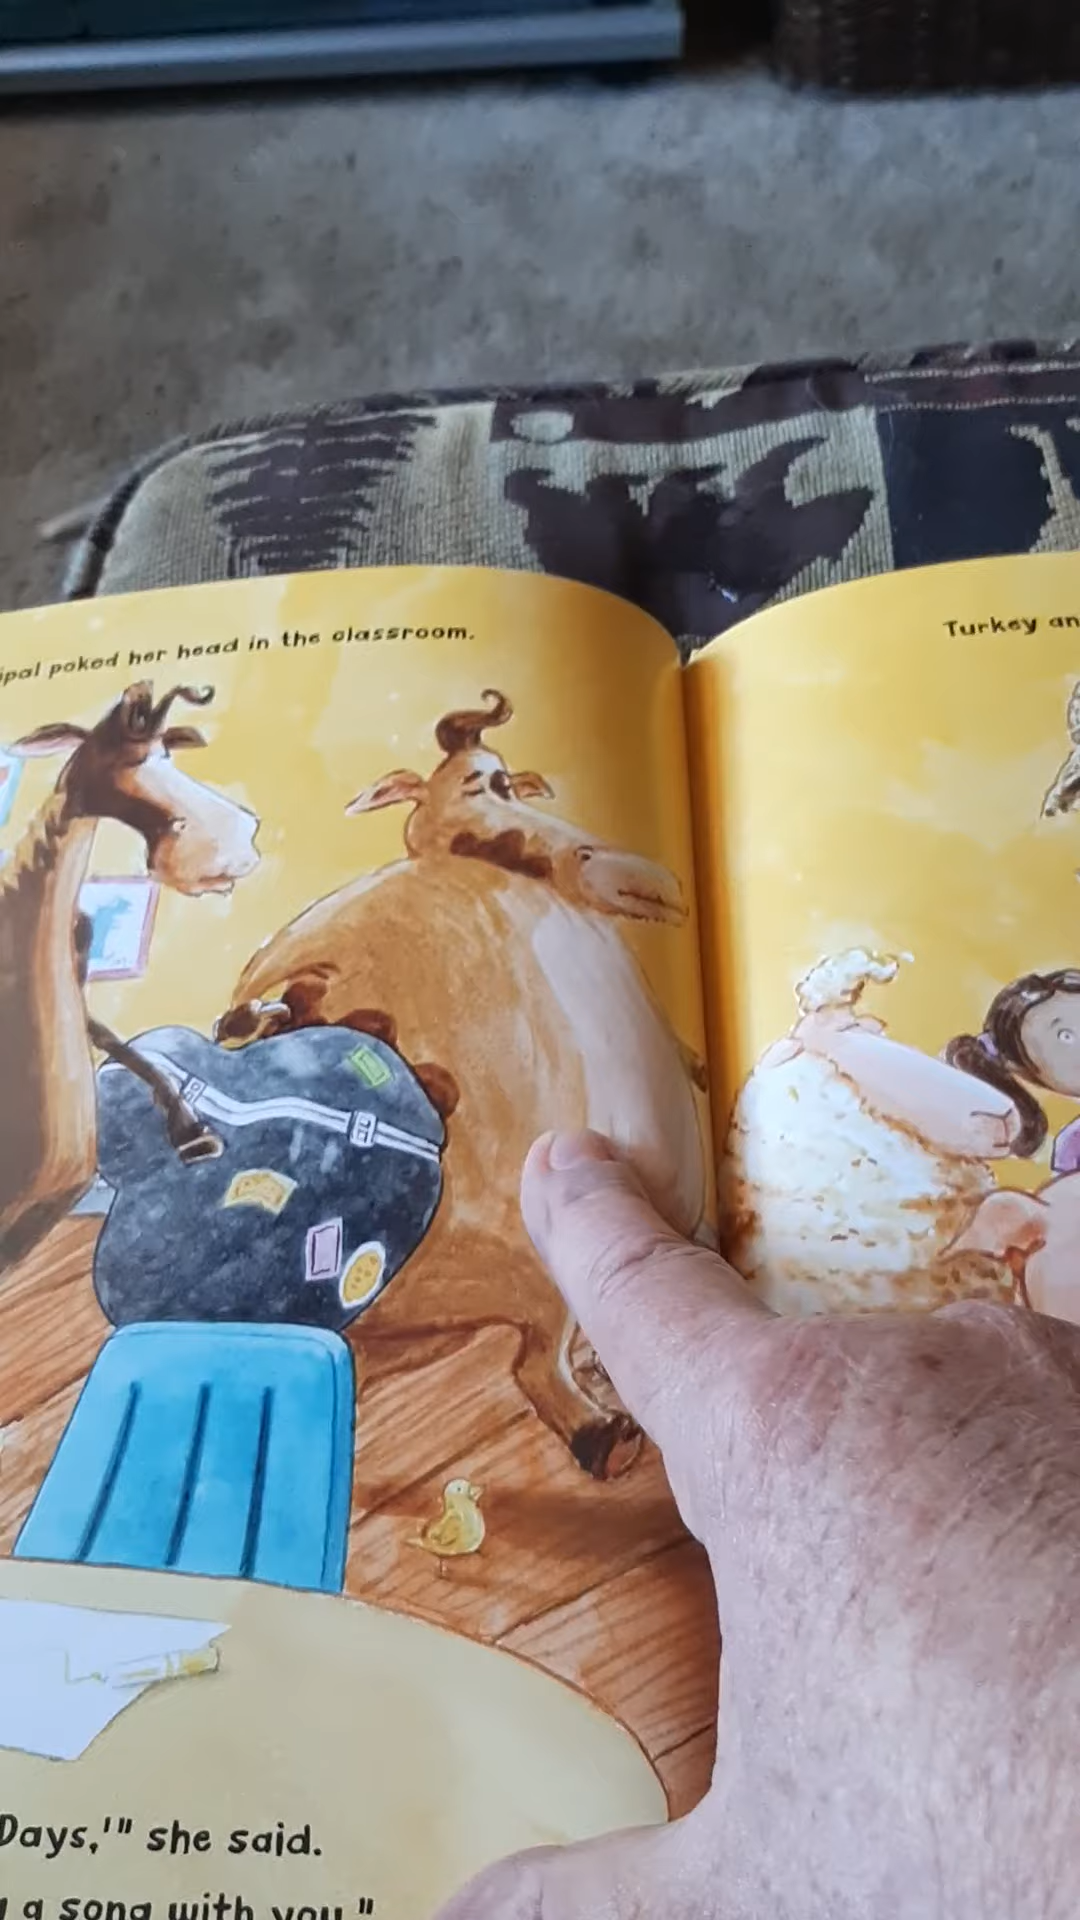 ipal poked her head in the classroom.
Turkey an
Days,'" she said.
g a song with you."